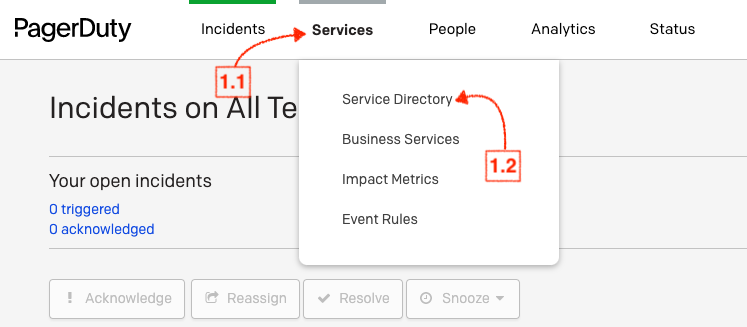 PagerDuty Incidents Services People Analytics Status
1.1
Incidents on All Te
Service Directory
Business Services
1.2
Impact Metrics
Event Rules
Your open incidents
0 triggered
0 acknowledged
! Acknowledge Reassign Resolve Snooze